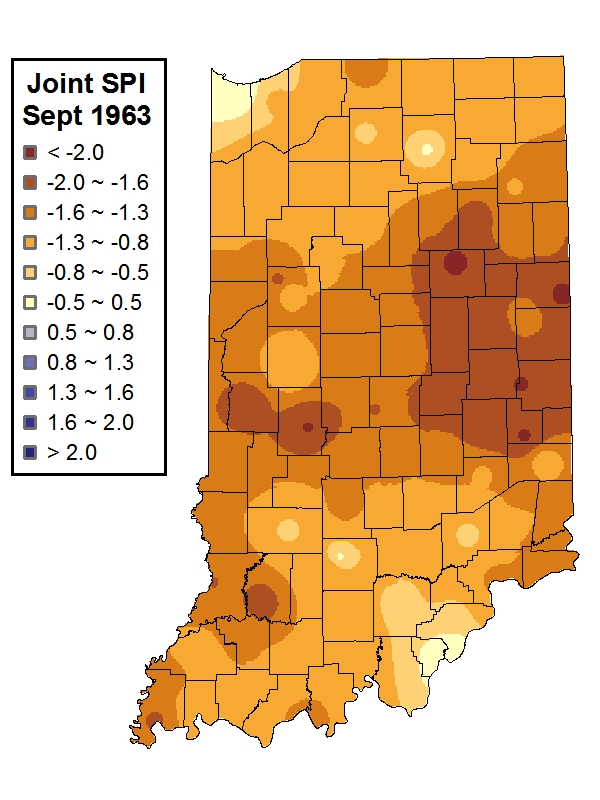 Joint SPI
Sept 1963
< -2.0
-2.0 ~ -1.6
-1.6 ~ -1.3
-1.3 ~ -0.8
-0.8 ~ -0.5
-0.5 ~ 0.5
0.5 ~ 0.8
0.8 ~ 1.3
1.3 ~ 1.6
1.6 ~ 2.0
> 2.0